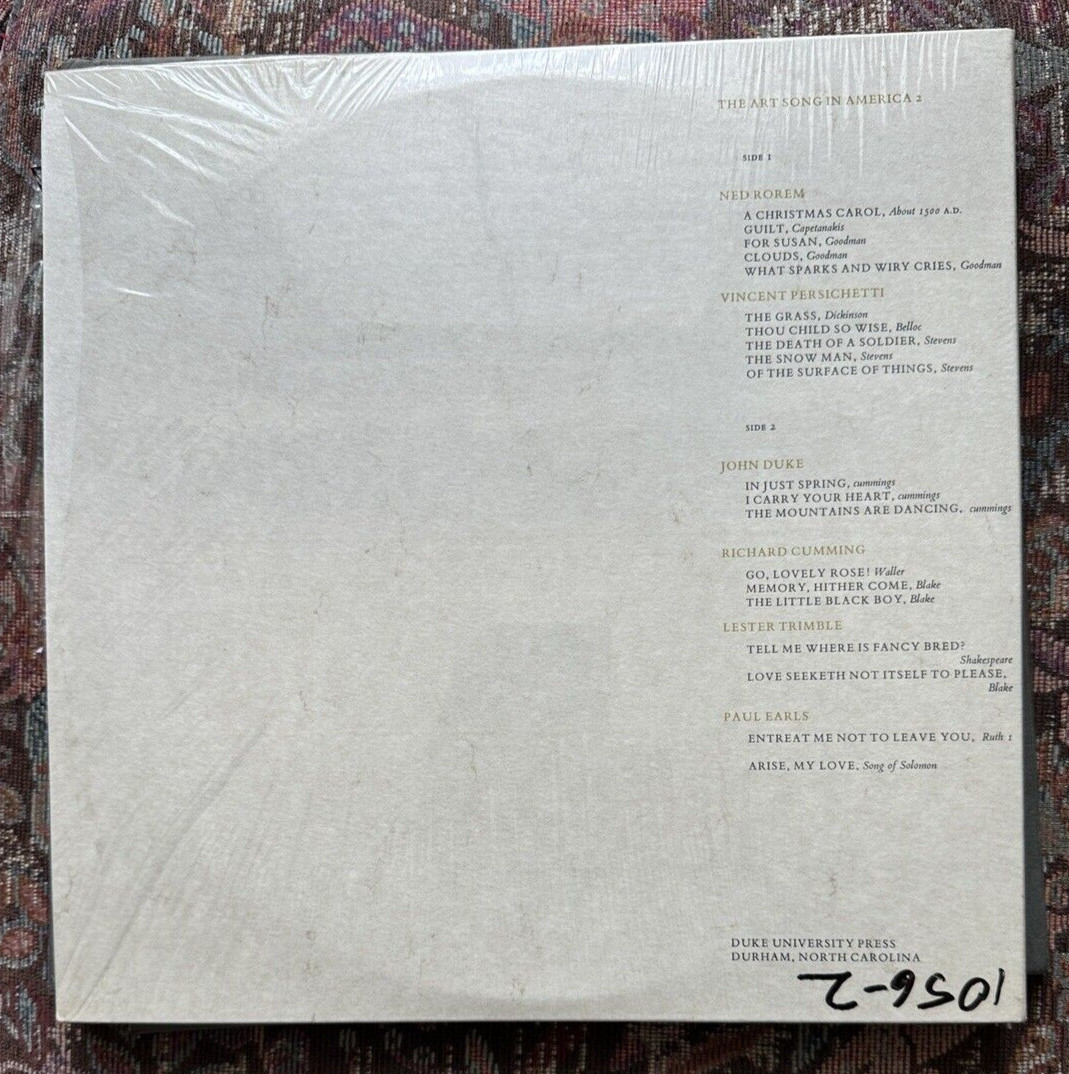 THE ART SONG IN AMERICA 2
SIDE 1
NED ROREM
A CHRISTMAS CAROL, About 1500 A.D.
GUILT, Capetanakis
FOR SUSAN, Goodman
CLOUDS, Goodman
WHAT SPARKS AND WIRY CRIES, Goodman
VINCENT PERSICHETTI
THE GRASS, Dickinson
THOU CHILD SO WISE, Belloc
THE DEATH OF A SOLDIER, Stevens
THE SNOW MAN, Stevens
OF THE SURFACE OF THINGS, Stevens
SIDE 2
JOHN DUKE
IN JUST SPRING, cummings
I CARRY YOUR HEART, cummings
THE MOUNTAINS ARE DANCING, cummings
RICHARD CUMMING
GO, LOVELY ROSE! Waller
MEMORY, HITHER COME, Blake
THE LITTLE BLACK BOY, Blake
LESTER TRIMBLE
TELL ME WHERE IS FANCY BRED?
Shakespeare
LOVE SEEKETH NOT ITSELF TO PLEASE,
Blake
PAUL EARLS
ENTREAT ME NOT TO LEAVE YOU, Ruth 1
ARISE, MY LOVE, Song of Solomon
DUKE UNIVERSITY PRESS
DURHAM, NORTH CAROLINA
1056-2